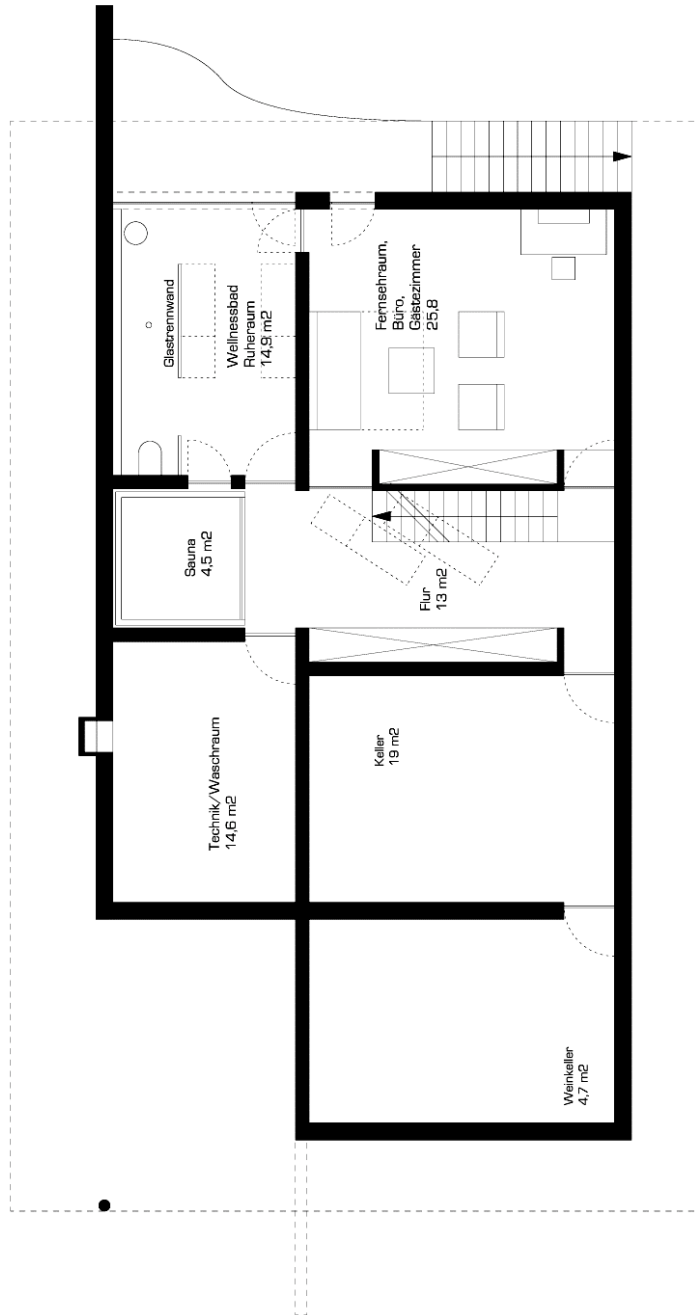 Glastrennwand
Wellnessbad
Ruheraum
14,9 m2
Fernsehraum,
Büro,
Gästezimmer
25,8
Sauna
4,5 m2
Flur
13 m2
Technik/Waschraum
14,6 m2
Keller
19 m2
Weinkeller
4,7 m2